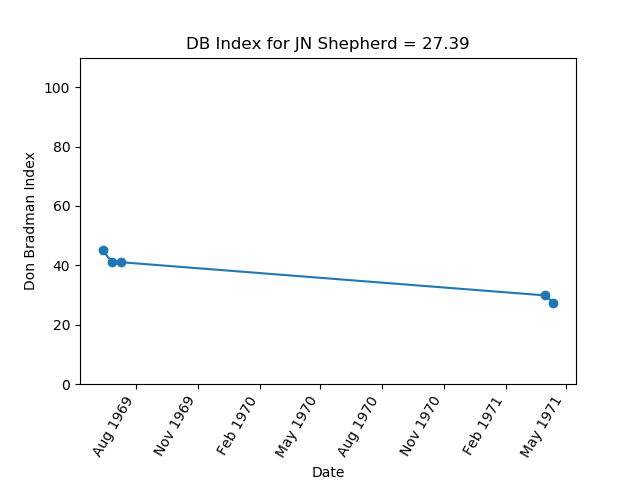 DB Index for JN Shepherd = 27.39
Don Bradman Index
100
80
60
40
20
0
Aug 1969
Nov 1969
Feb 1970
May 1970
Aug 1970
Nov 1970
Feb 1971
May 1971
Date